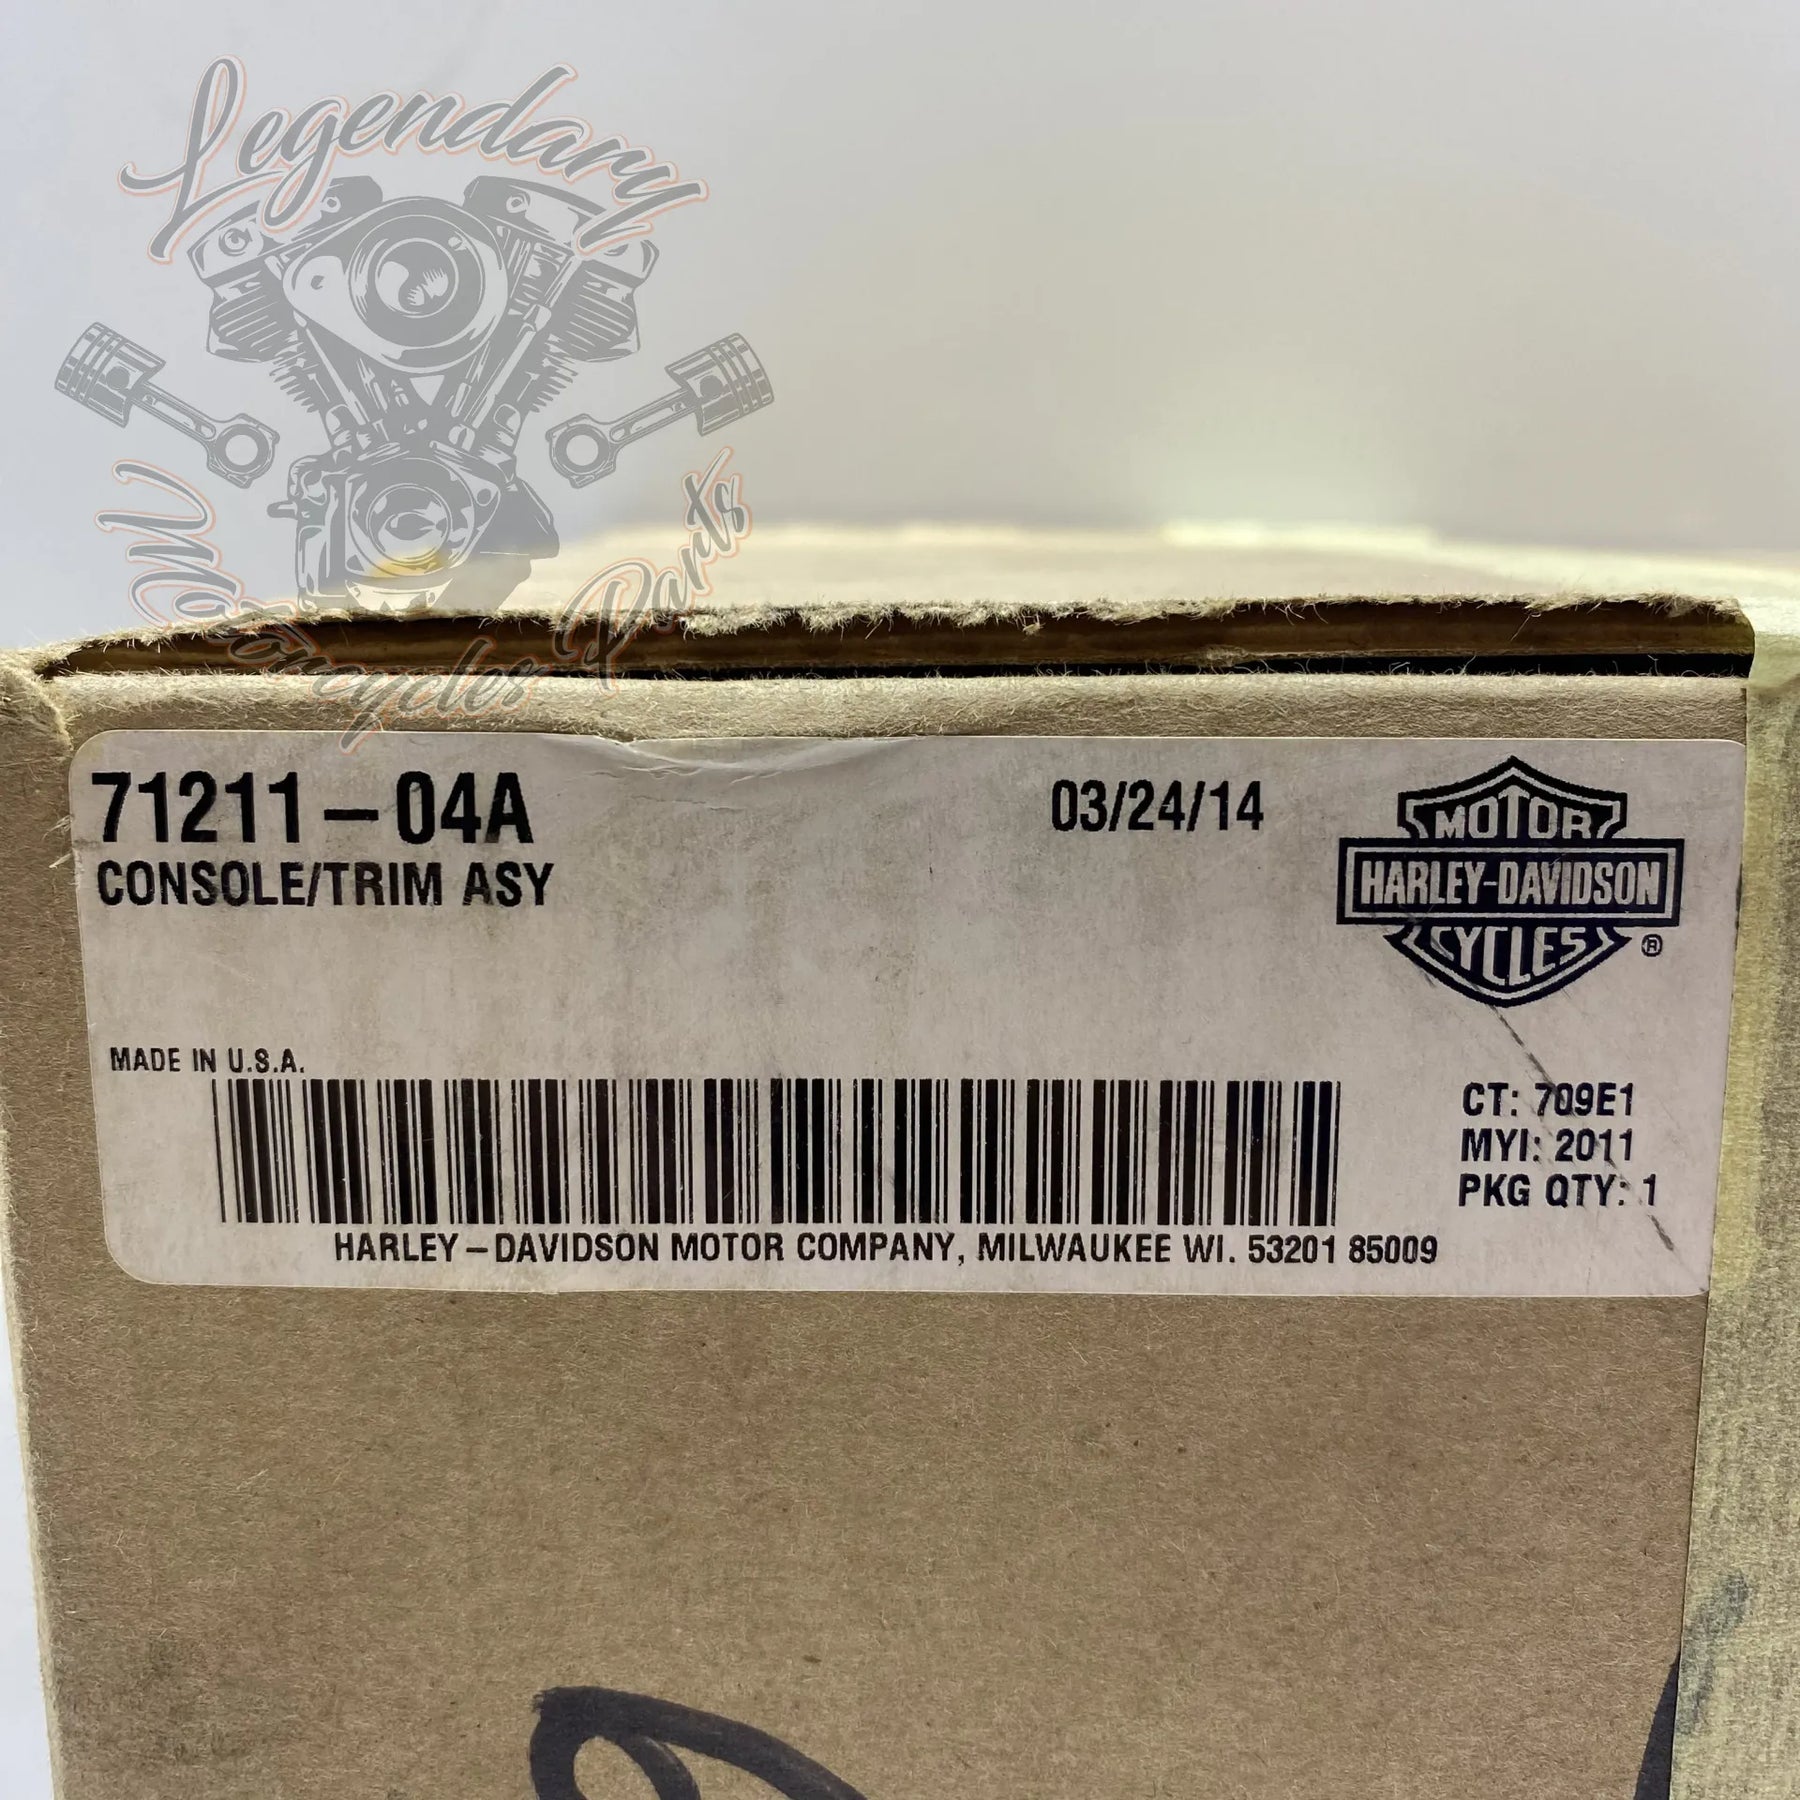 Legendary
Motorcycles Parts
71211-04A
03/24/14
CONSOLE/TRIM ASY
MOTOR
HARLEY-DAVIDSON
CYCLES
®
MADE IN U.S.A.
CT: 709E1
MYI: 2011
PKG QTY: 1
HARLEY-DAVIDSON MOTOR COMPANY, MILWAUKEE WI. 53201 85009